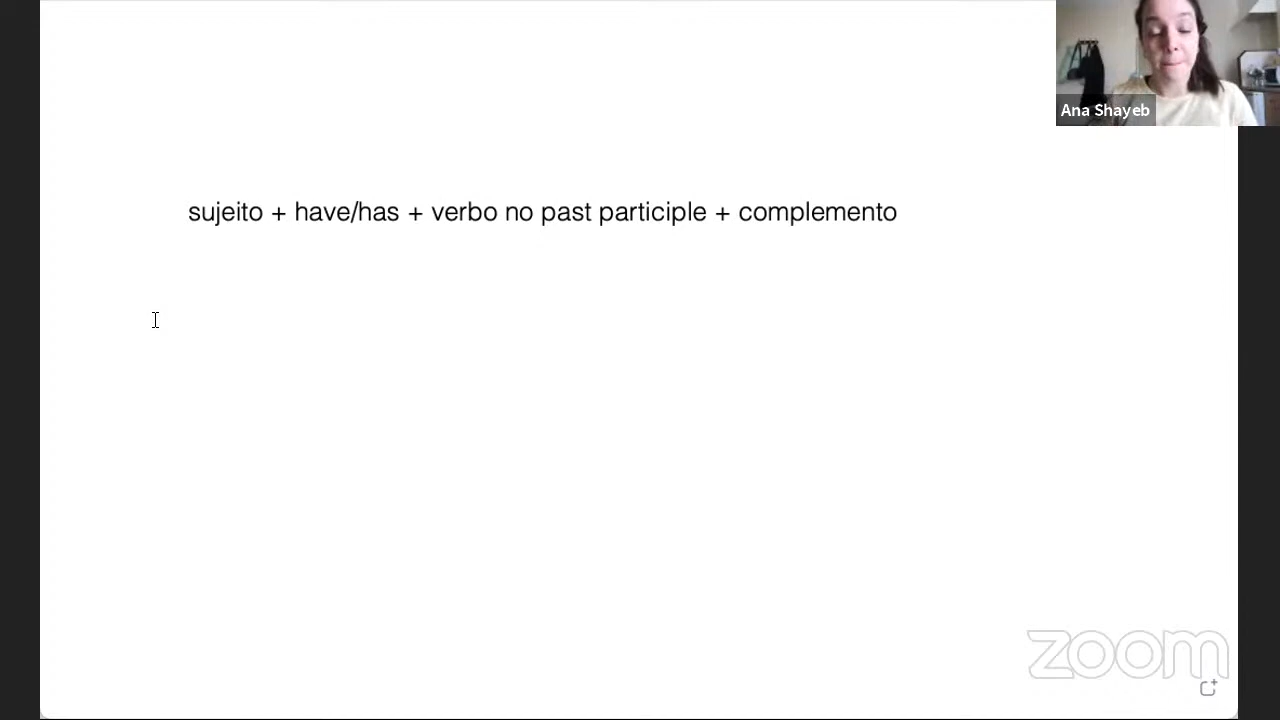 Ana Shayeb
sujeito + have/has + verbo no past participle + complemento
zoom